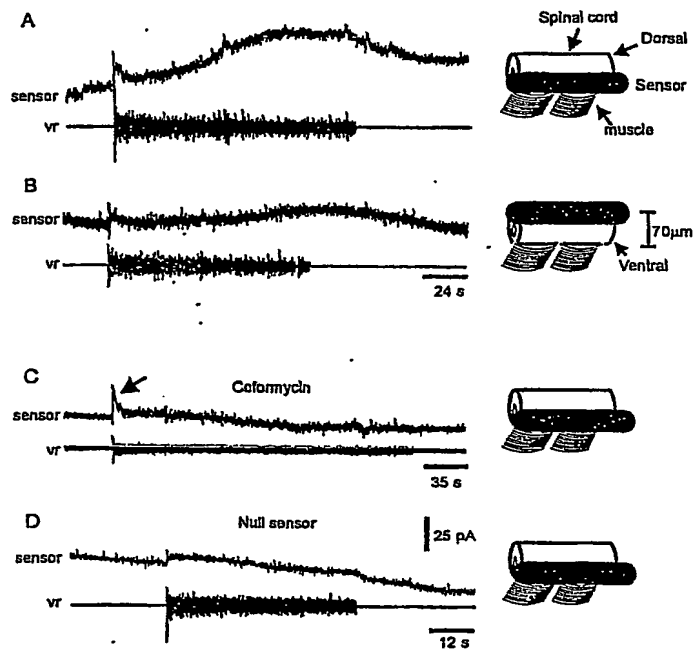 A
Spinal cord
Dorsal
sensor
Sensor
vr
muscle
B
sensor
70µm
vr
Ventral
24 s
C
Coformycin
sensor
vr
35 s
D
Null sensor
25 pA
sensor
vr
12 s